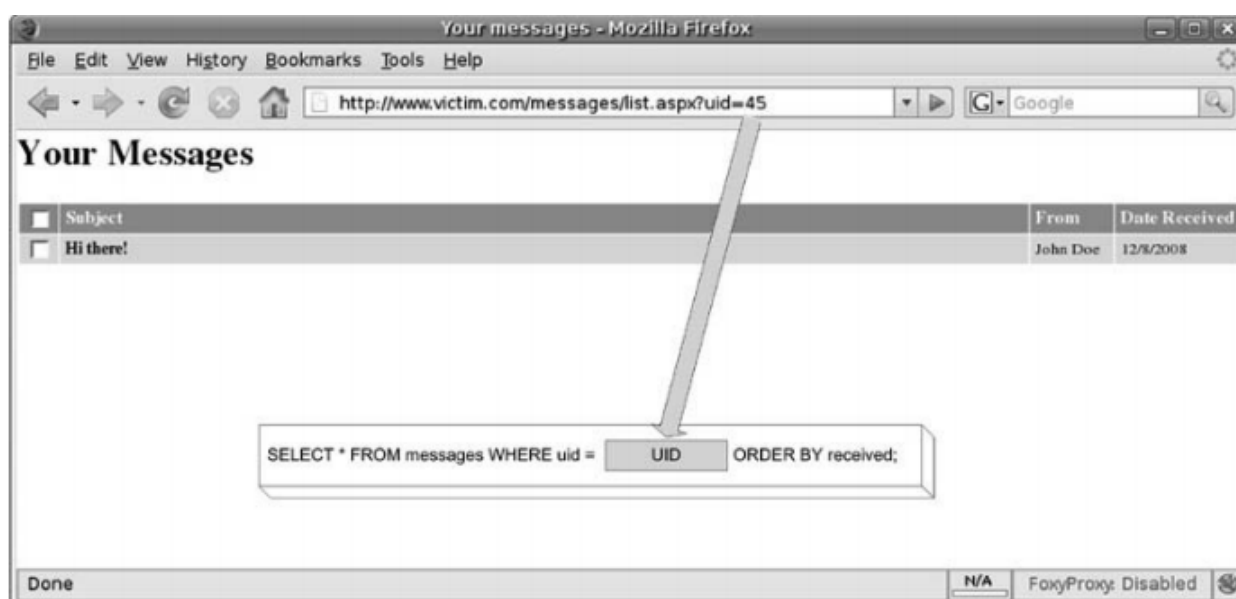 Your messages - Mozilla Firefox
File Edit View History Bookmarks Tools Help
http://www.victim.com/messages/list.aspx?uid=45 G Google
Your Messages
Subject From Date Received
Hi there! John Doe 12/8/2008
SELECT * FROM messages WHERE uid = UID ORDER BY received;
Done N/A FoxyProxy: Disabled